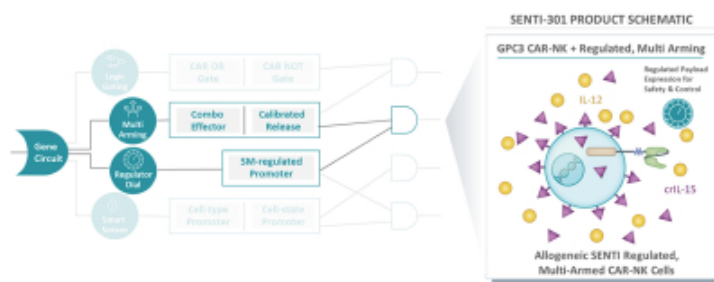 SENTI-301 PRODUCT SCHEMATIC
GPC3 CAR-NK + Regulated, Multi Arming
Regulated Payload
Expression for
Safety & Control
IL-12
crIL-15
Allogeneic SENTI Regulated,
Multi-Armed CAR-NK Cells
Gene
Circuit
Logic
Gating
CAR OR
Gate
CAR NOT
Gate
Multi
Arming
Combo
Effector
Calibrated
Release
Regulator
Dial
SM-regulated
Promoter
Smart
Sensor
Cell-type
Promoter
Cell-state
Promoter